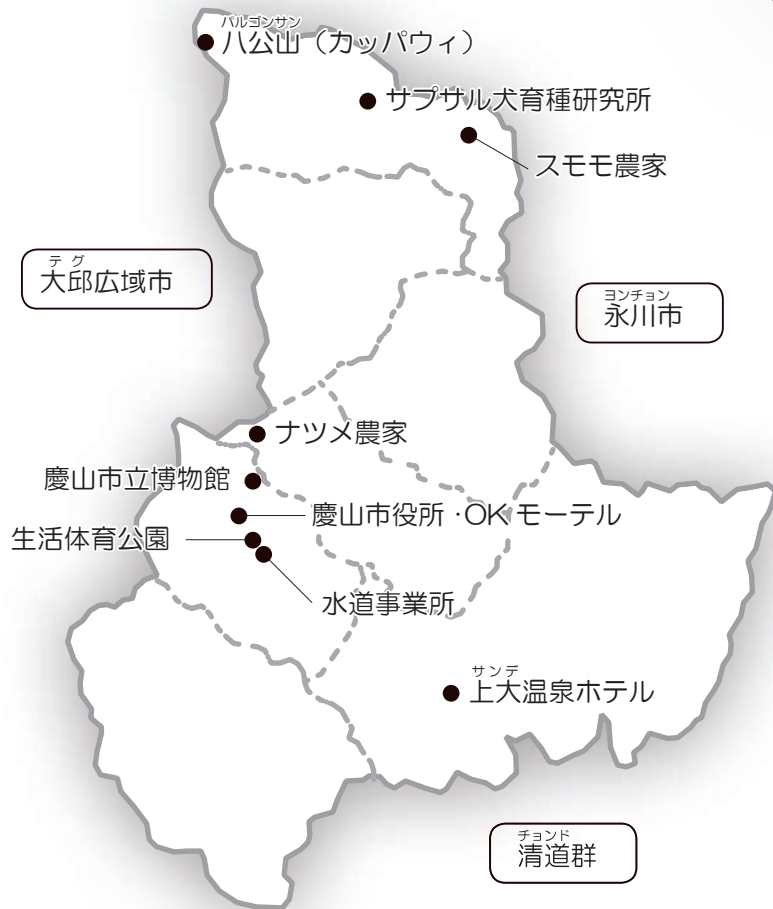 パルゴンサン
八公山（カッパウィ）
サプサル犬育種研究所
スモモ農家
テグ
大邱広域市
ヨンチョン
永川市
ナツメ農家
慶山市立博物館
慶山市役所・OKモーテル
生活体育公園
水道事業所
サンデ
上大温泉ホテル
チョンド
清道群